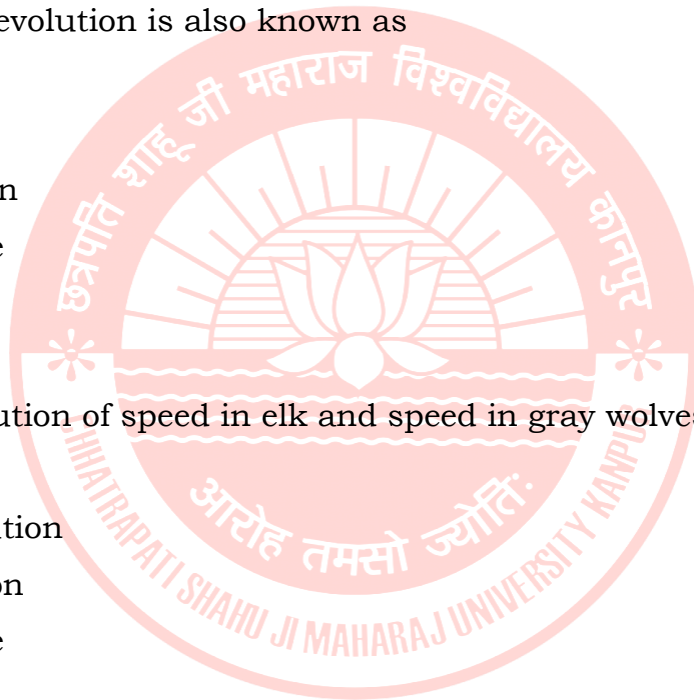 evolution is also known as
छत्रपति शाहू जी महाराज विश्वविद्यालय कानपुर
n
e
ution of speed in elk and speed in gray wolves
आरोह तमसो ज्योतिः
ution
on
e
CHHATRAPATI SHAHU JI MAHARAJ UNIVERSITY KANPUR